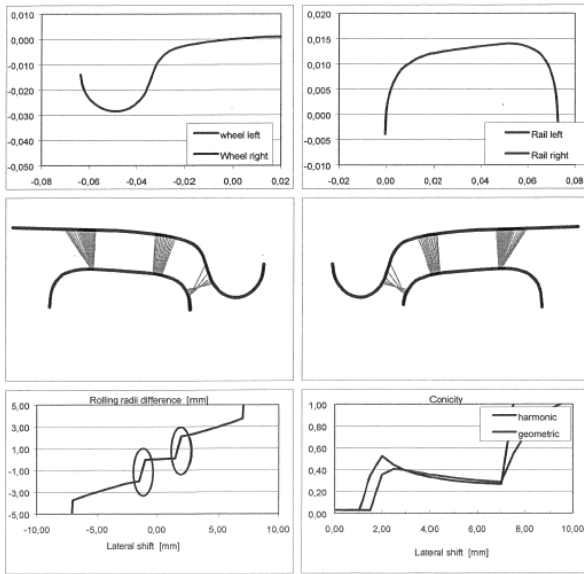 0,010
0,000
-0,010
-0,020
-0,030
-0,040
-0,050
wheel left
Wheel right
-0,08 -0,06 -0,04 -0,02 0,00 0,02
0,020
0,015
0,010
0,005
0,000
-0,005
-0,010
Rail left
Rail right
-0,02 0,00 0,02 0,04 0,06 0,08
Rolling radii difference [mm]
5,00
3,00
1,00
-1,00
-3,00
-5,00
-10,00 -5,00 0,00 5,00 10,00
Lateral shift [mm]
Conicity
1,00
0,80
0,60
0,40
0,20
0,00
harmonic
geometric
0,00 2,00 4,00 6,00 8,00 10,00
Lateral shift [mm]